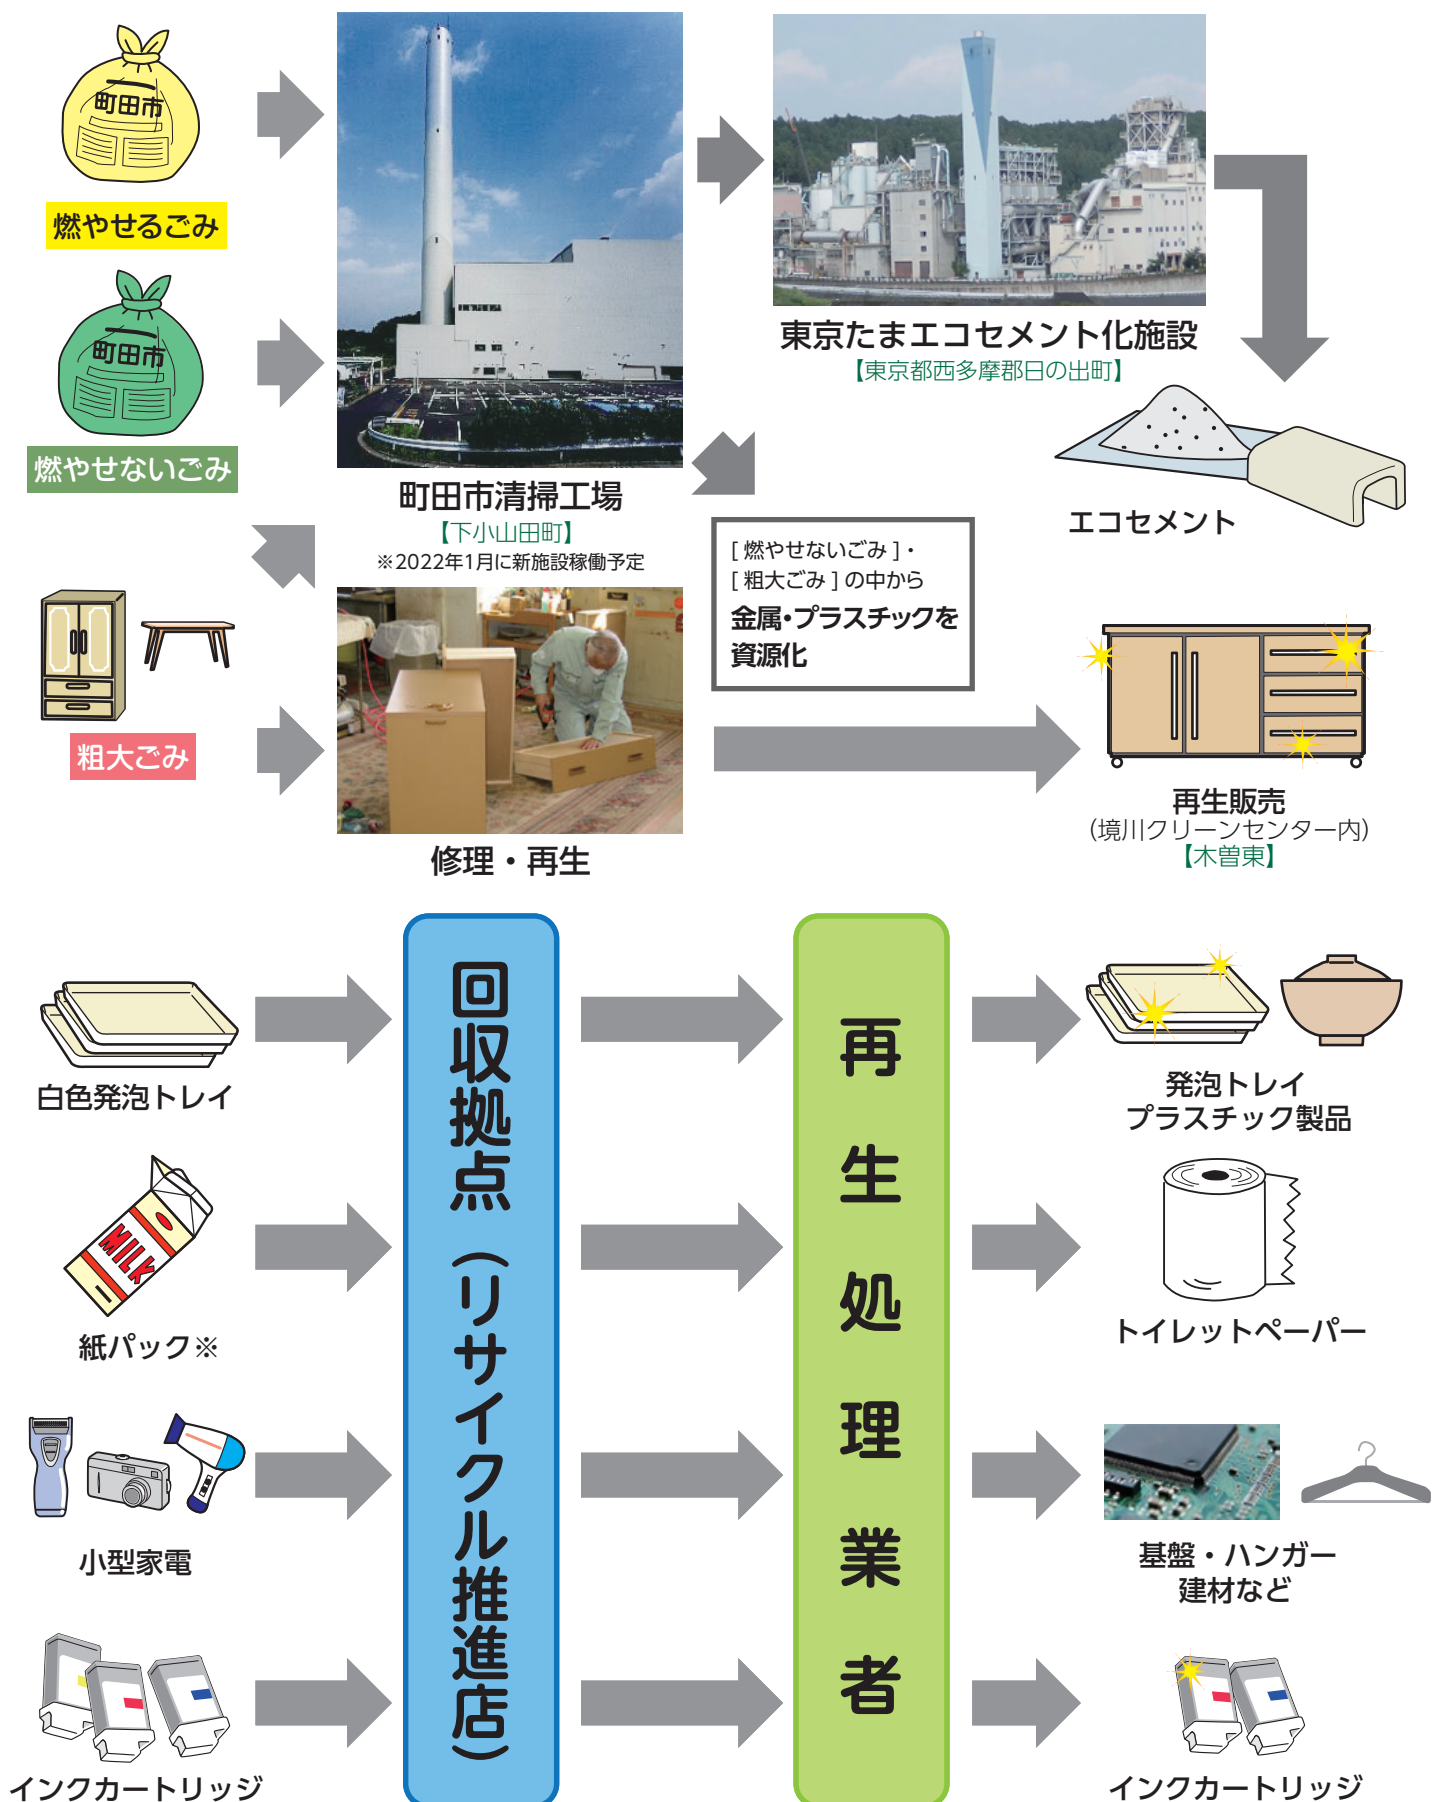 町田市
燃やせるごみ
町田市
燃やせないごみ
町田市清掃工場
【下小山田町】
※2022年1月に新施設稼働予定
東京たまエコセメント化施設
【東京都西多摩郡日の出町】
エコセメント
[ 燃やせないごみ ]・
[ 粗大ごみ ] の中から
金属・プラスチックを
資源化
粗大ごみ
修理・再生
再生販売
（境川クリーンセンター内）
【木曽東】
白色発泡トレイ
MILK
紙パック※
小型家電
インクカートリッジ
回収拠点（リサイクル推進店）
再生処理業者
発泡トレイ
プラスチック製品
トイレットペーパー
基盤・ハンガー
建材など
インクカートリッジ